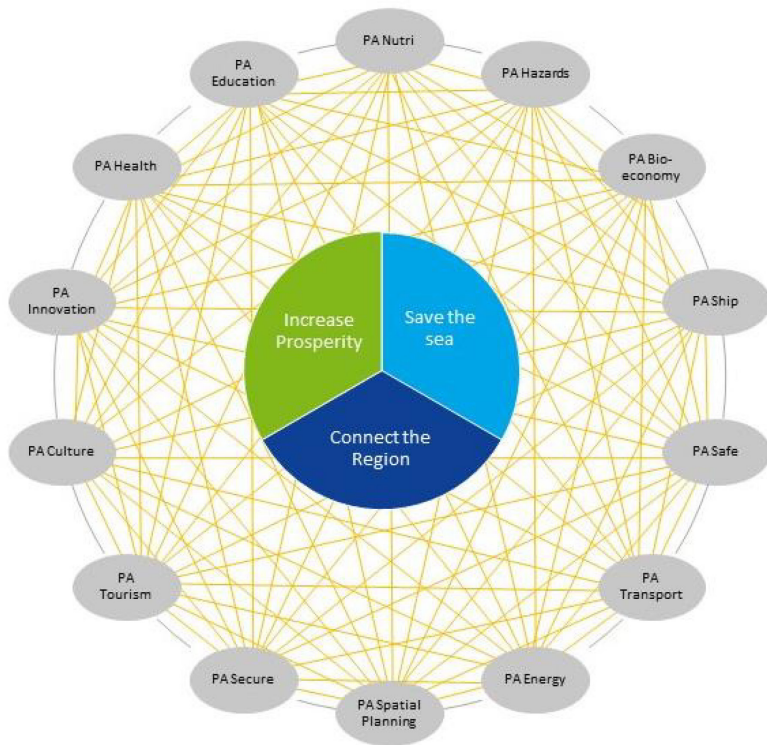 PA Nutri
PA Hazards
PA Bio-
economy
PA Ship
PA Safe
PA
Transport
PA Energy
PA Spatial
Planning
PA Secure
PA
Tourism
PA Culture
PA
Innovation
PA Health
PA
Education
Increase
Prosperity
Save the
sea
Connect the
Region